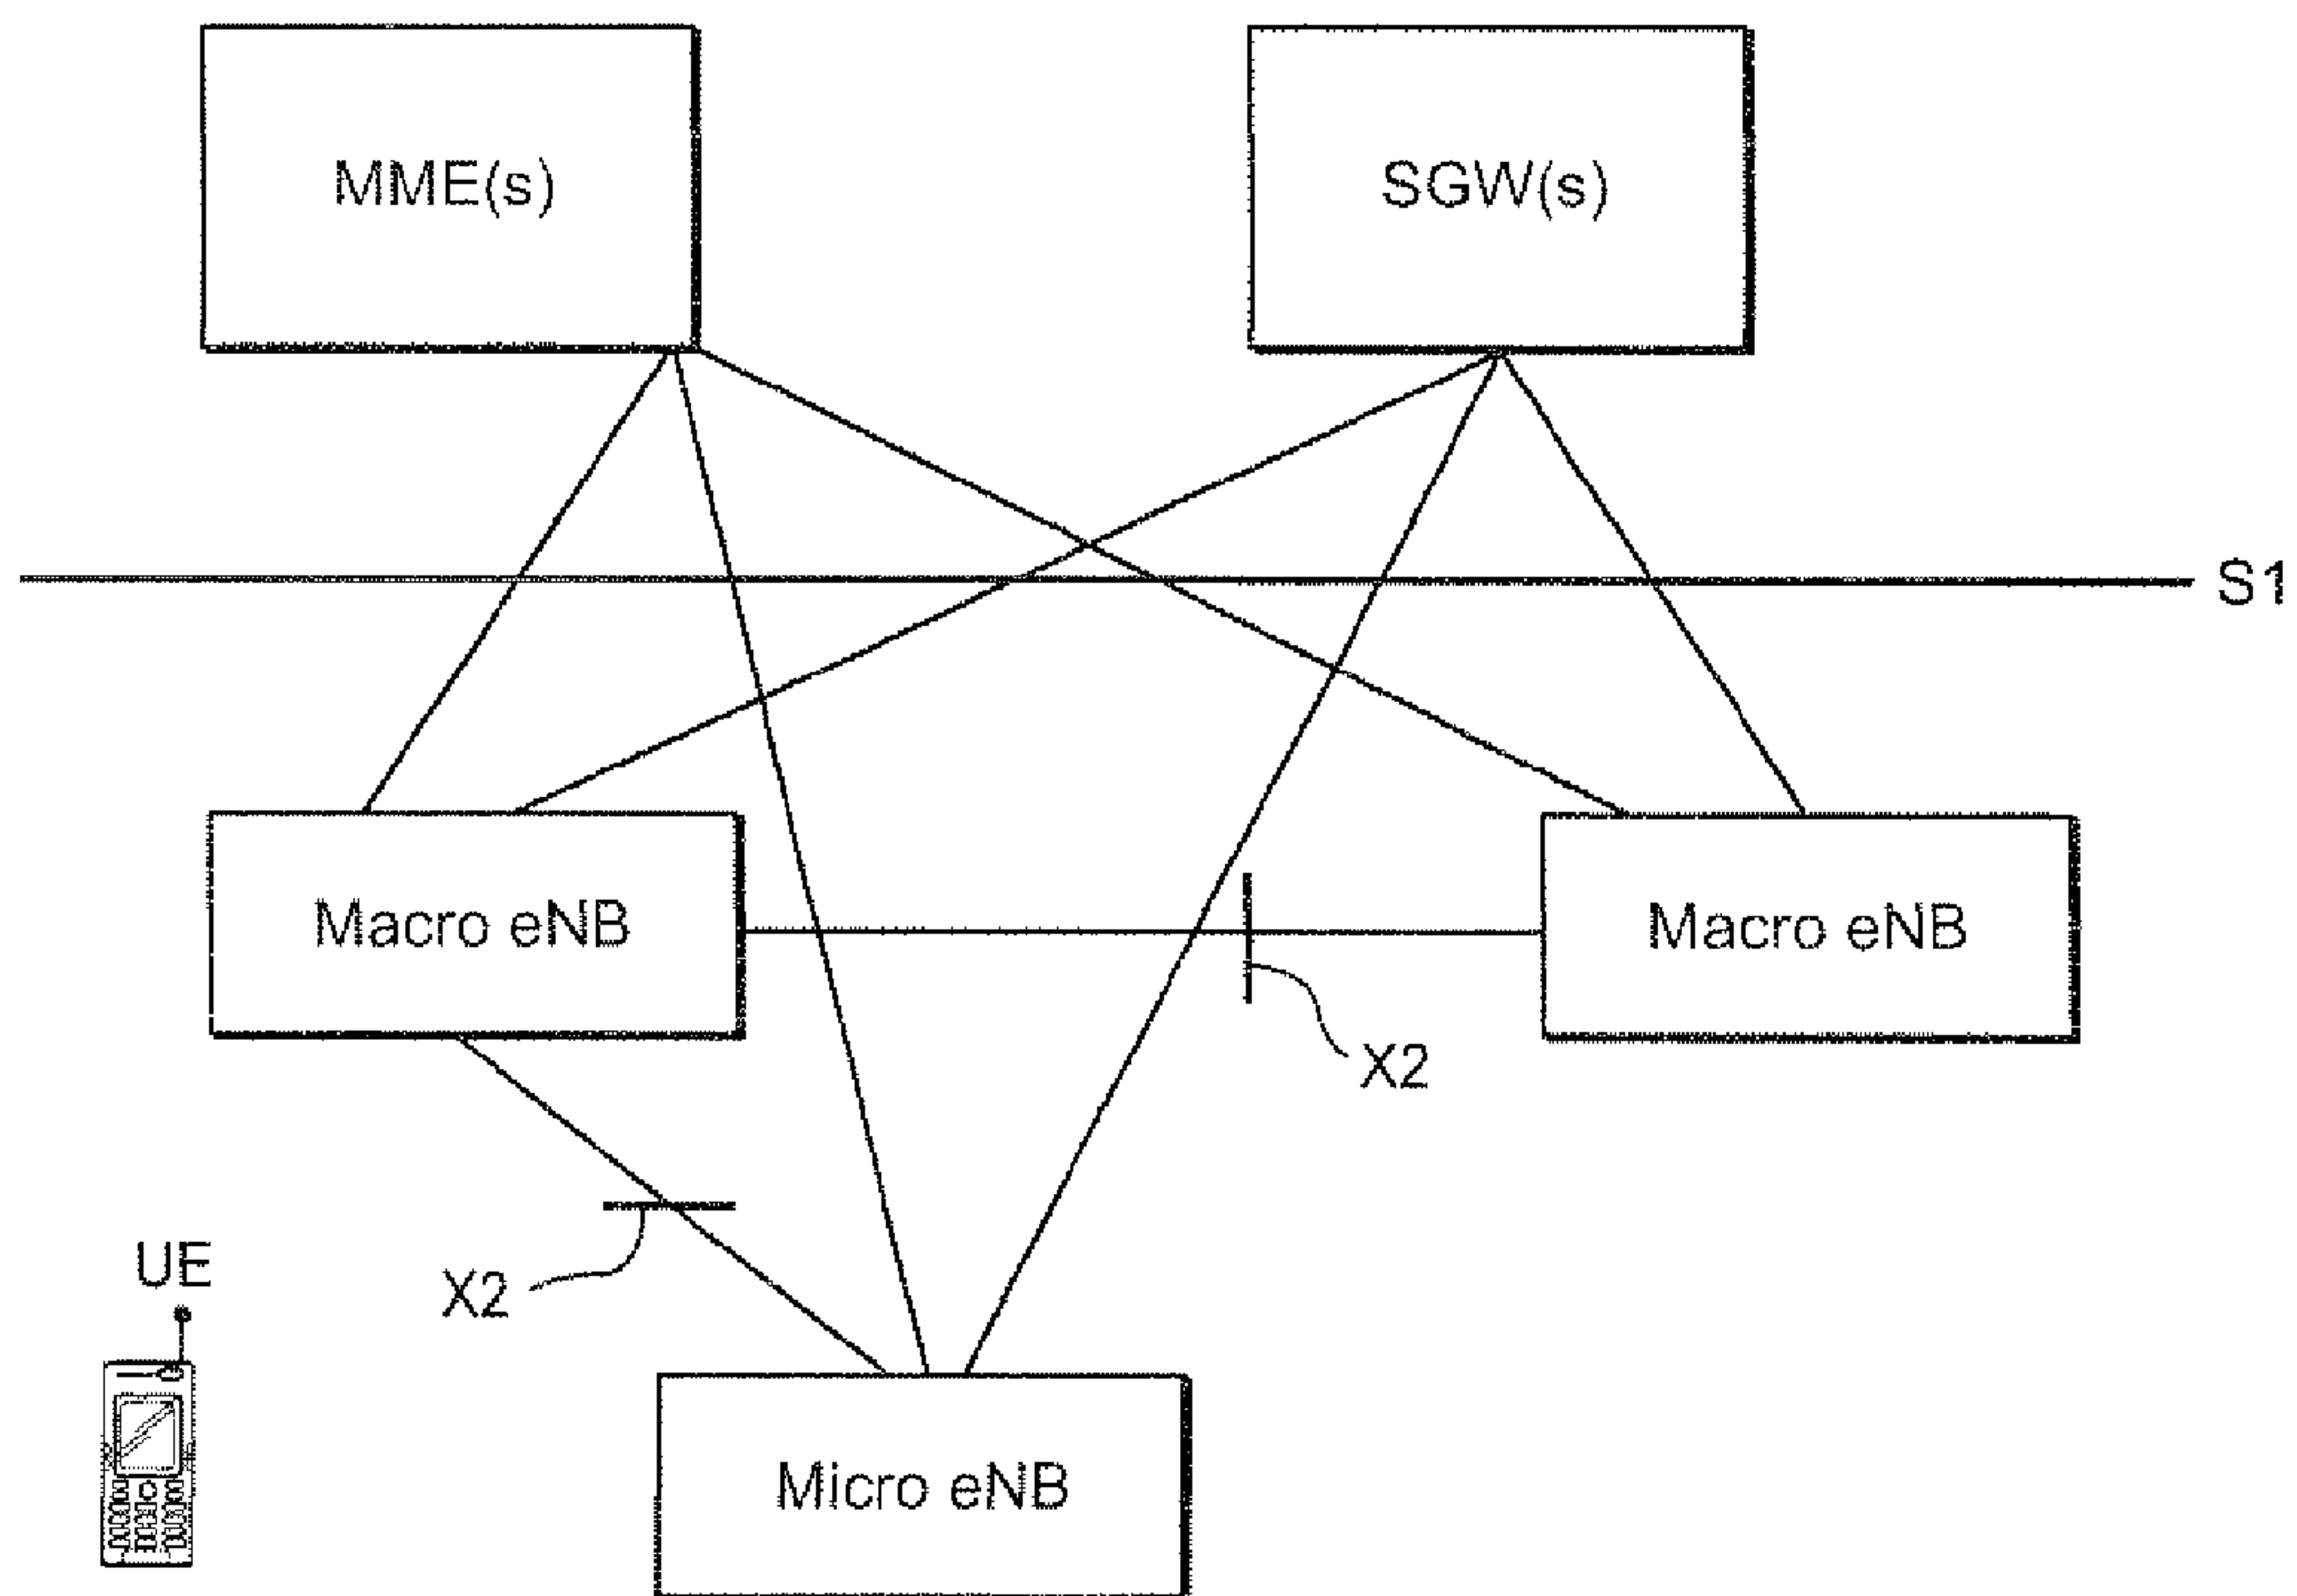 MME(s)
SGW(s)
S1
Macro eNB
Macro eNB
X2
UE
X2
Micro eNB